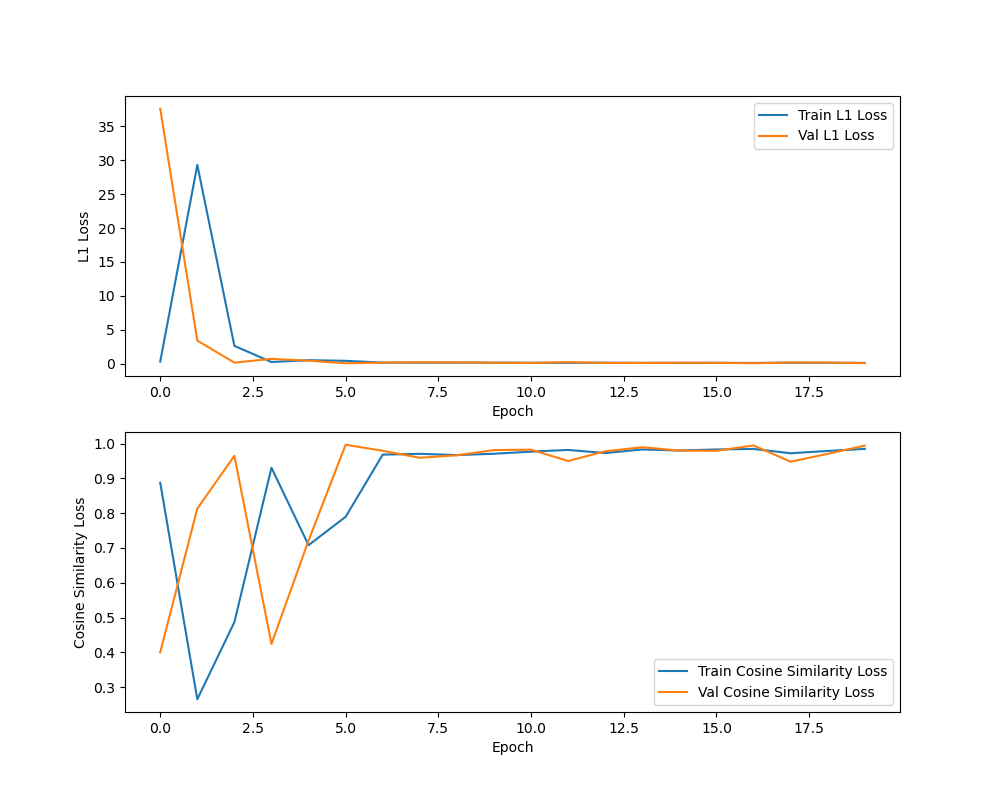 Train L1 Loss
Val L1 Loss
L1 Loss
35
30
25
20
15
10
5
0
0.0 2.5 5.0 7.5 10.0 12.5 15.0 17.5
Epoch
Cosine Similarity Loss
1.0
0.9
0.8
0.7
0.6
0.5
0.4
0.3
Train Cosine Similarity Loss
Val Cosine Similarity Loss
0.0 2.5 5.0 7.5 10.0 12.5 15.0 17.5
Epoch